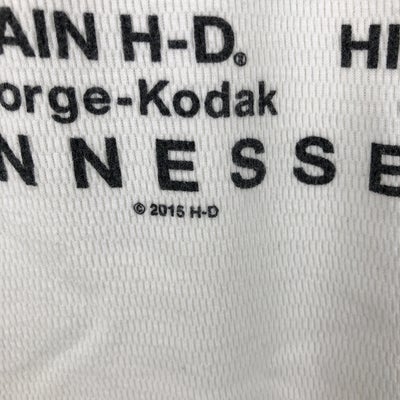 AIN H-D® HI
orge-Kodak
NNESSE
© 2015 H-D